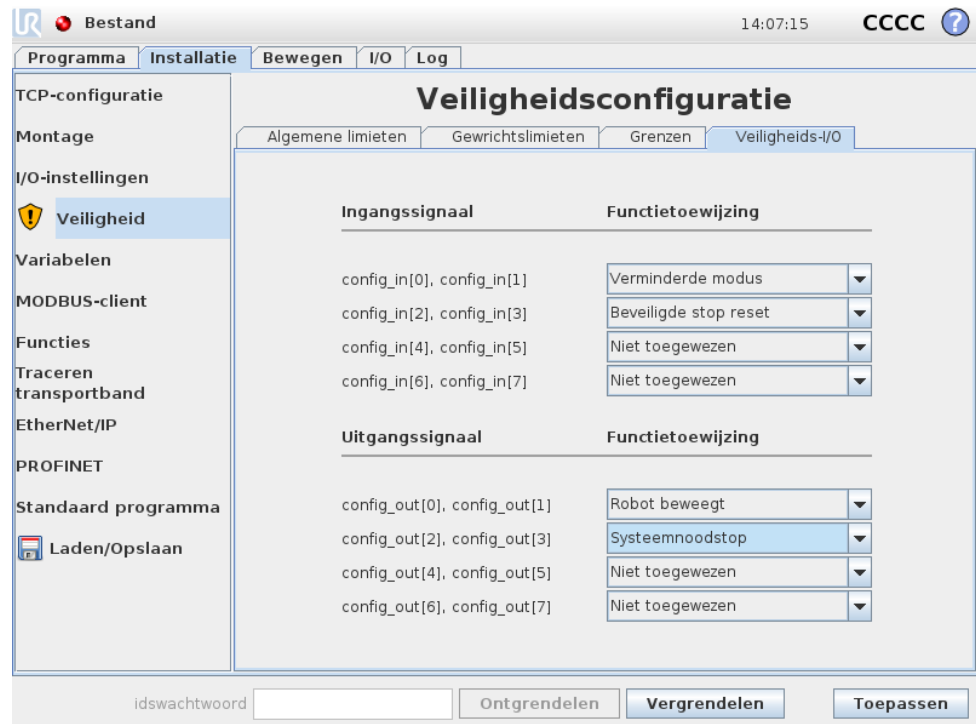 UR Bestand 14:07:15 CCCC ?
Programma Installatie Bewegen I/O Log
TCP-configuratie
Montage
I/O-instellingen
Veiligheid
Variabelen
MODBUS-client
Functies
Traceren
transportband
EtherNet/IP
PROFINET
Standaard programma
Laden/Opslaan
Veiligheidsconfiguratie
Algemene limieten Gewrichtslimieten Grenzen Veiligheids-I/O
Ingangssignaal Functietoewijzing
config_in[0], config_in[1] Verminderde modus
config_in[2], config_in[3] Beveiligde stop reset
config_in[4], config_in[5] Niet toegewezen
config_in[6], config_in[7] Niet toegewezen
Uitgangssignaal Functietoewijzing
config_out[0], config_out[1] Robot beweegt
config_out[2], config_out[3] Systeemnoodstop
config_out[4], config_out[5] Niet toegewezen
config_out[6], config_out[7] Niet toegewezen
idswachtwoord Ontgrendelen Vergrendelen Toepassen